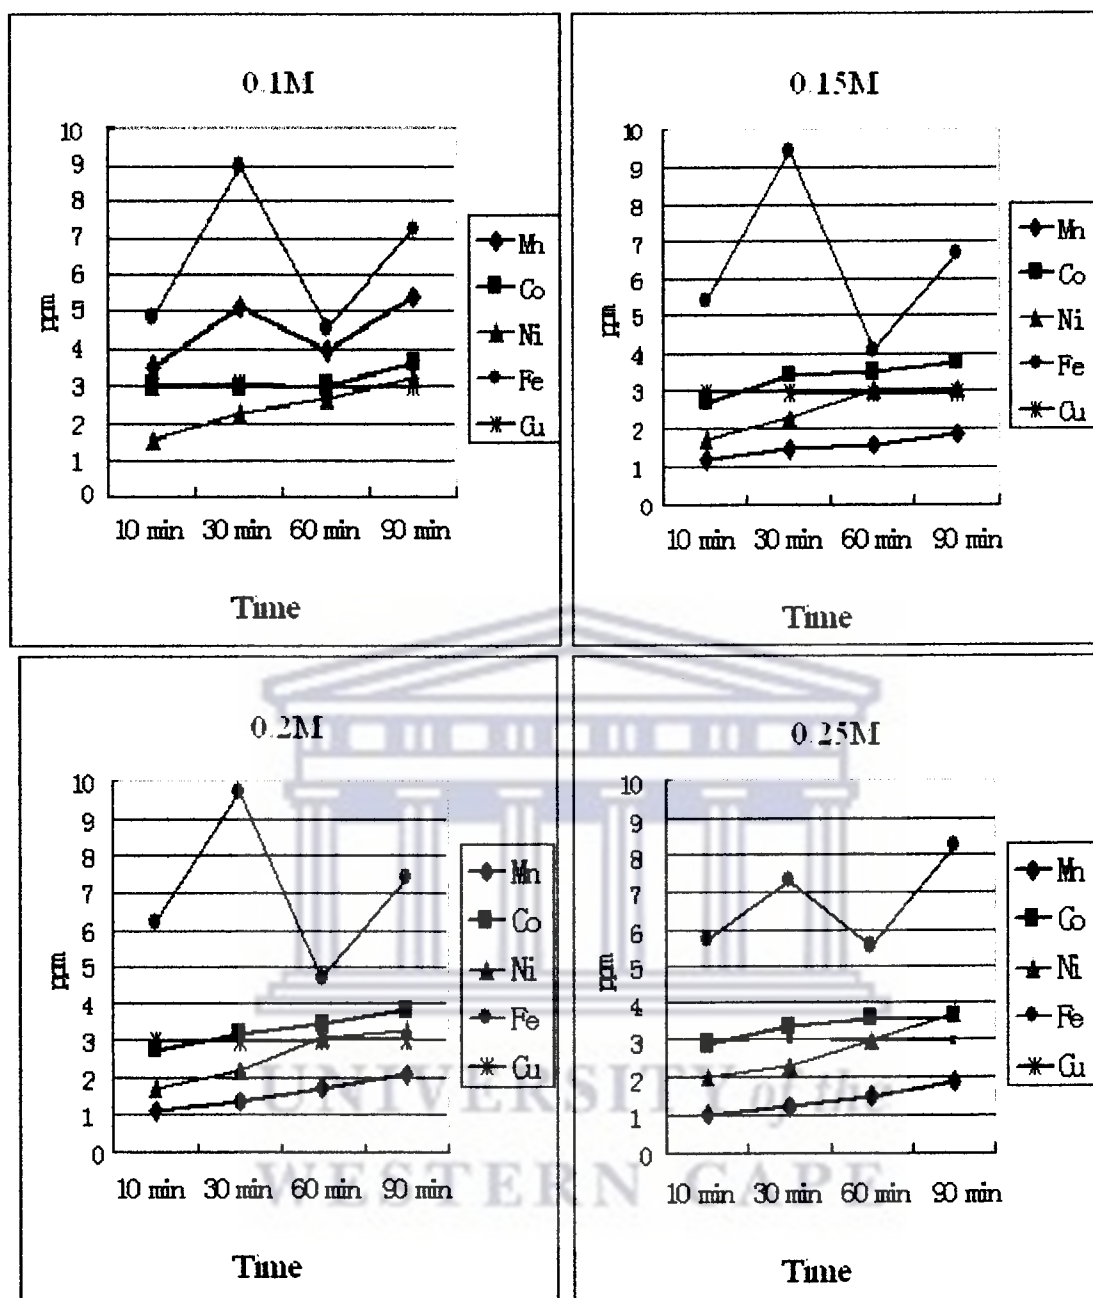 0.1M
10
9
8
7
6
5
4
3
2
1
0
ppm
10 min 30 min 60 min 90 min
Time
Mn
Co
Ni
Fe
Cu
0.15M
10
9
8
7
6
5
4
3
2
1
0
ppm
10 min 30 min 60 min 90 min
Time
Mn
Co
Ni
Fe
Cu
0.2M
10
9
8
7
6
5
4
3
2
1
0
ppm
10 min 30 min 60 min 90 min
Time
Mn
Co
Ni
Fe
Cu
0.25M
10
9
8
7
6
5
4
3
2
1
0
ppm
10 min 30 min 60 min 90 min
Time
Mn
Co
Ni
Fe
Cu
UNIVERSITY of the
WESTERN CAPE